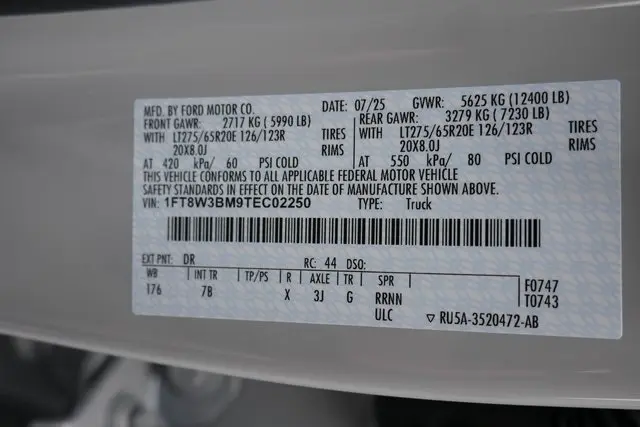 MFD. BY FORD MOTOR CO. DATE: 07/25 GVWR: 5625 KG (12400 LB)
FRONT GAWR: 2717 KG ( 5990 LB) REAR GAWR: 3279 KG ( 7230 LB)
WITH LT275/65R20E 126/123R TIRES WITH LT275/65R20E 126/123R TIRES
20X8.0J RIMS 20X8.0J RIMS
AT 420 kPa/ 60 PSI COLD AT 550 kPa/ 80 PSI COLD
THIS VEHICLE CONFORMS TO ALL APPLICABLE FEDERAL MOTOR VEHICLE
SAFETY STANDARDS IN EFFECT ON THE DATE OF MANUFACTURE SHOWN ABOVE.
VIN: 1FT8W3BM9TEC02250 TYPE: Truck
EXT PNT: DR RC: 44 DSO:
WB INT TR TP/PS R AXLE TR SPR F0747
176 7B X 3J G RRNN T0743
ULC ▽ RU5A-3520472-AB